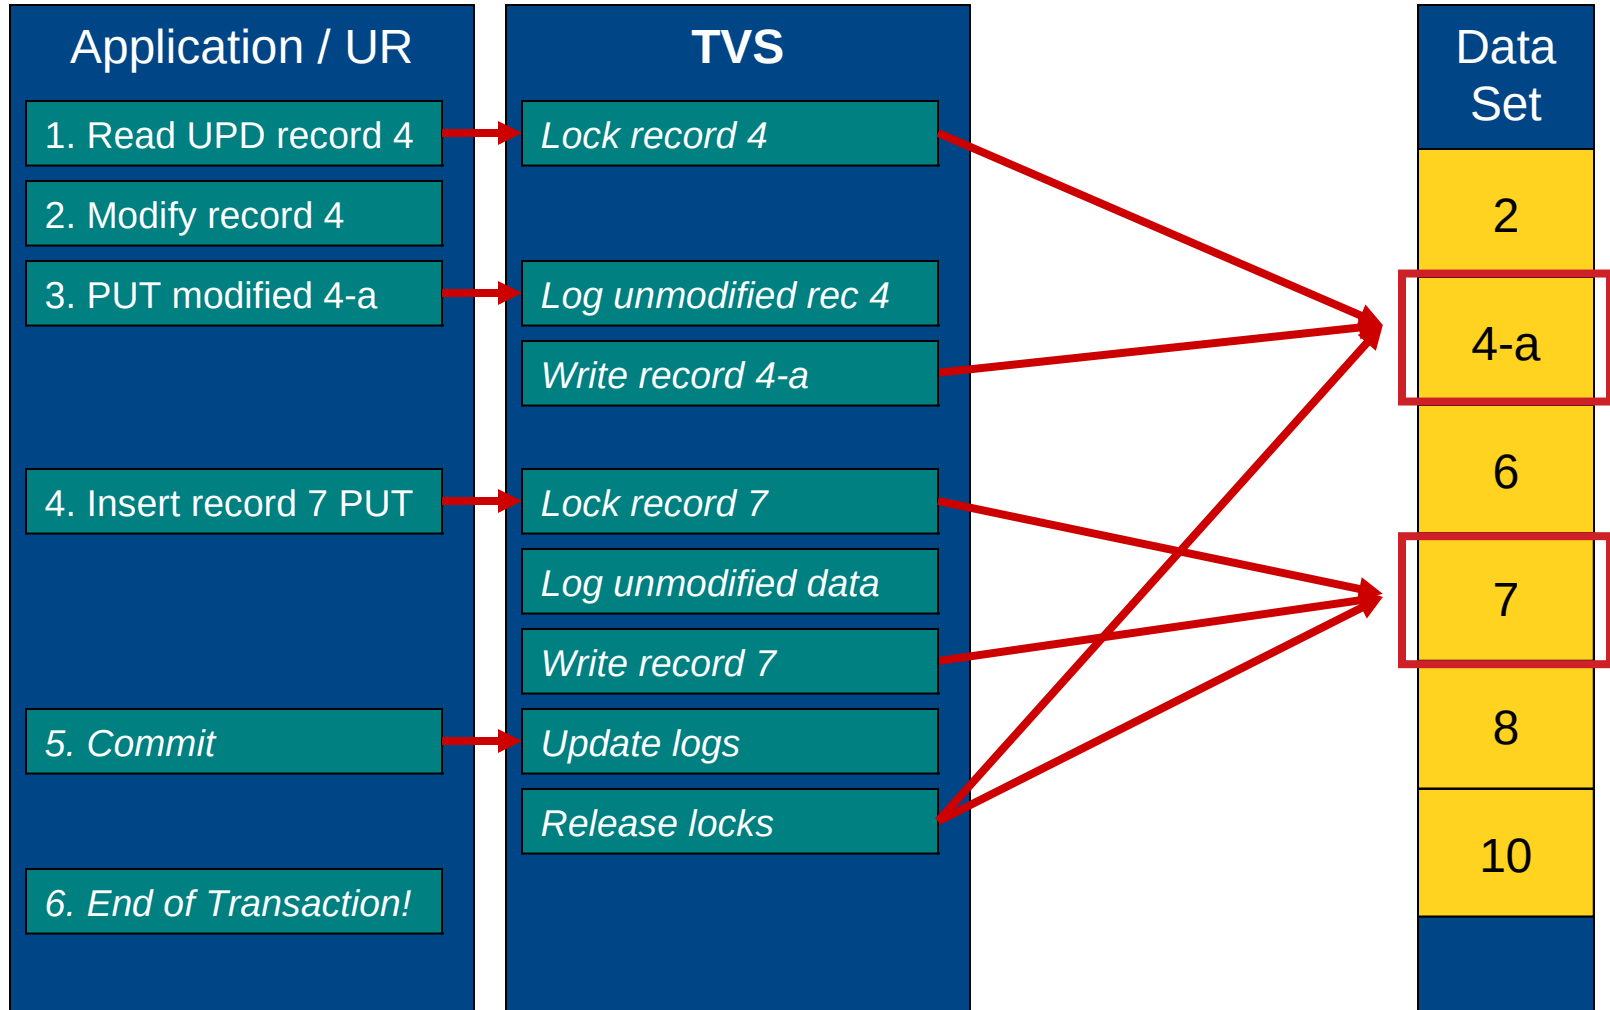 Application / UR
1. Read UPD record 4
2. Modify record 4
3. PUT modified 4-a
4. Insert record 7 PUT
5. Commit
6. End of Transaction!
TVS
Lock record 4
Log unmodified rec 4
Write record 4-a
Lock record 7
Log unmodified data
Write record 7
Update logs
Release locks
Data
Set
2
4-a
6
7
8
10